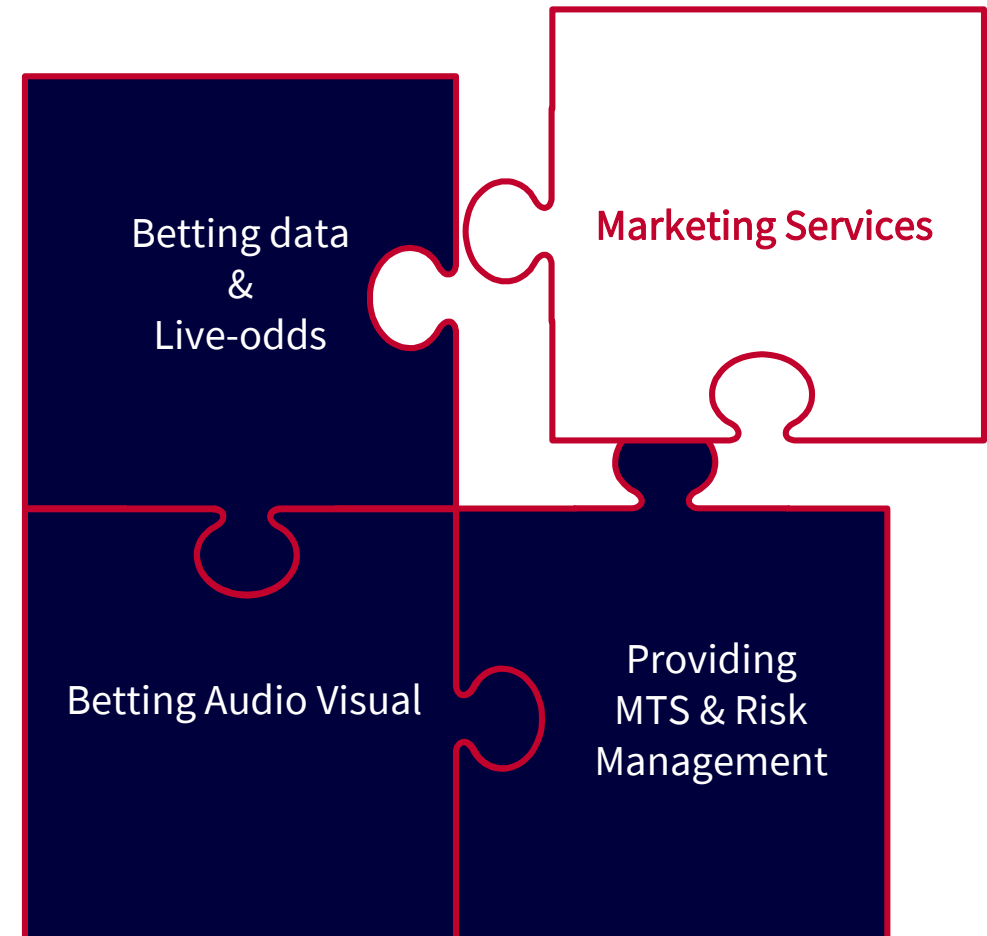 Betting data
&
Live-odds
Marketing Services
Betting Audio Visual
Providing
MTS & Risk
Management